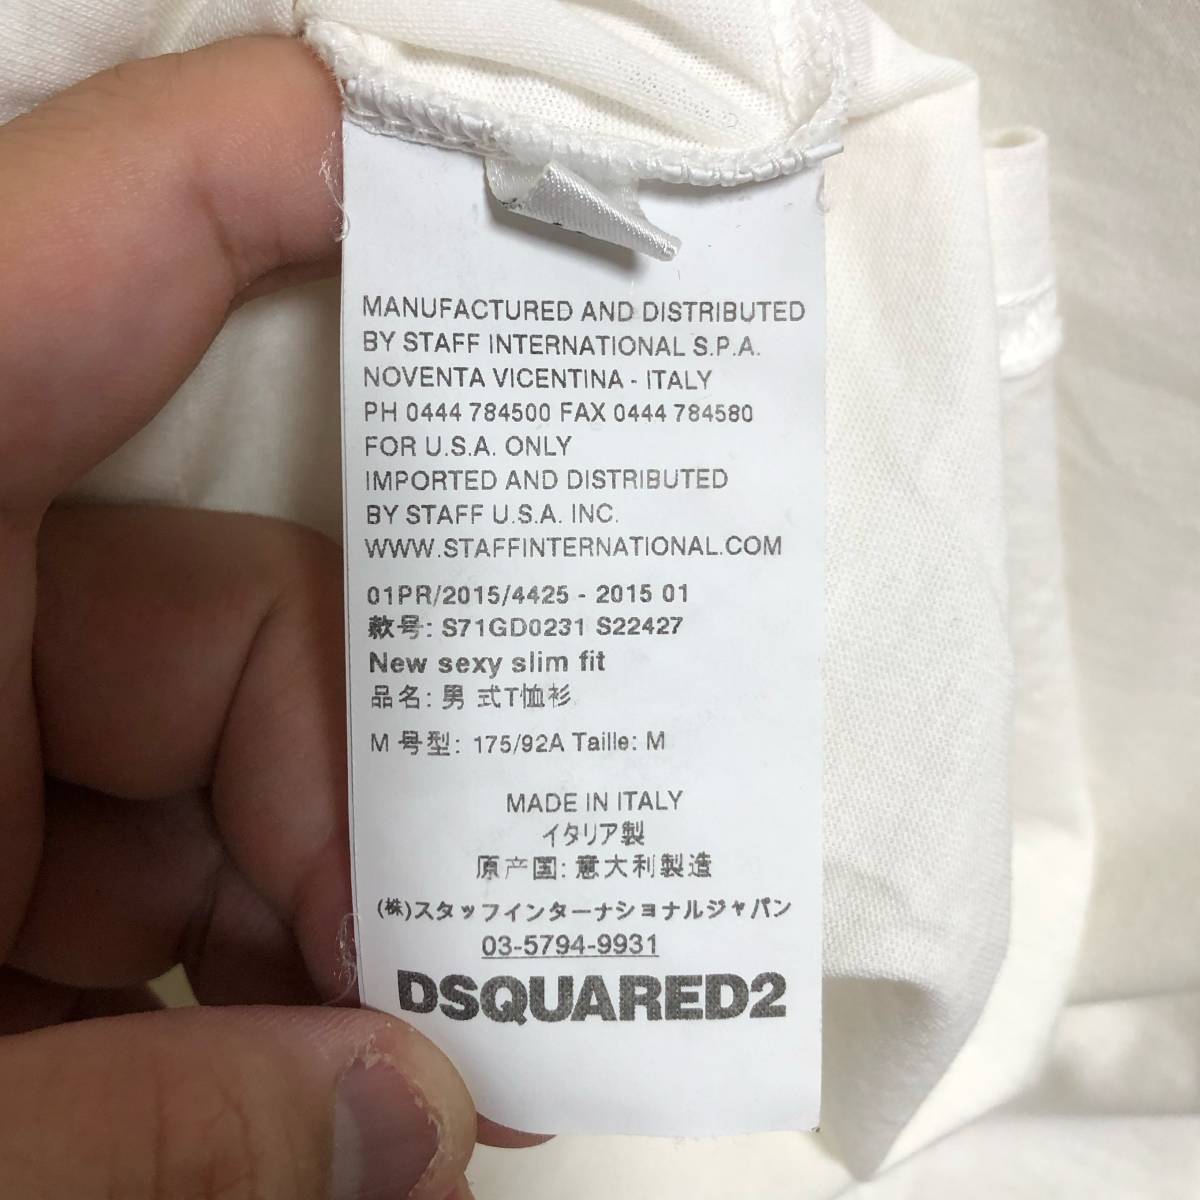 MANUFACTURED AND DISTRIBUTED
BY STAFF INTERNATIONAL S.P.A.
NOVENTA VICENTINA - ITALY
PH 0444 784500 FAX 0444 784580
FOR U.S.A. ONLY
IMPORTED AND DISTRIBUTED
BY STAFF U.S.A. INC.
WWW.STAFFINTERNATIONAL.COM
01PR/2015/4425 - 2015 01
款号: S71GD0231 S22427
New sexy slim fit
品名: 男 式T恤衫
M 号型: 175/92A Taille: M
MADE IN ITALY
イタリア製
原产国: 意大利製造
(株)スタッフインターナショナルジャパン
03-5794-9931
DSQUARED2